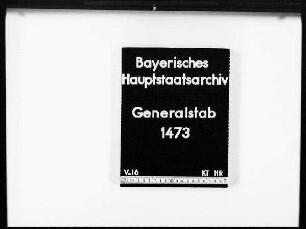 Bayerisches
Hauptstaatsarchiv
Generalstab
1473
V.16 KT HR